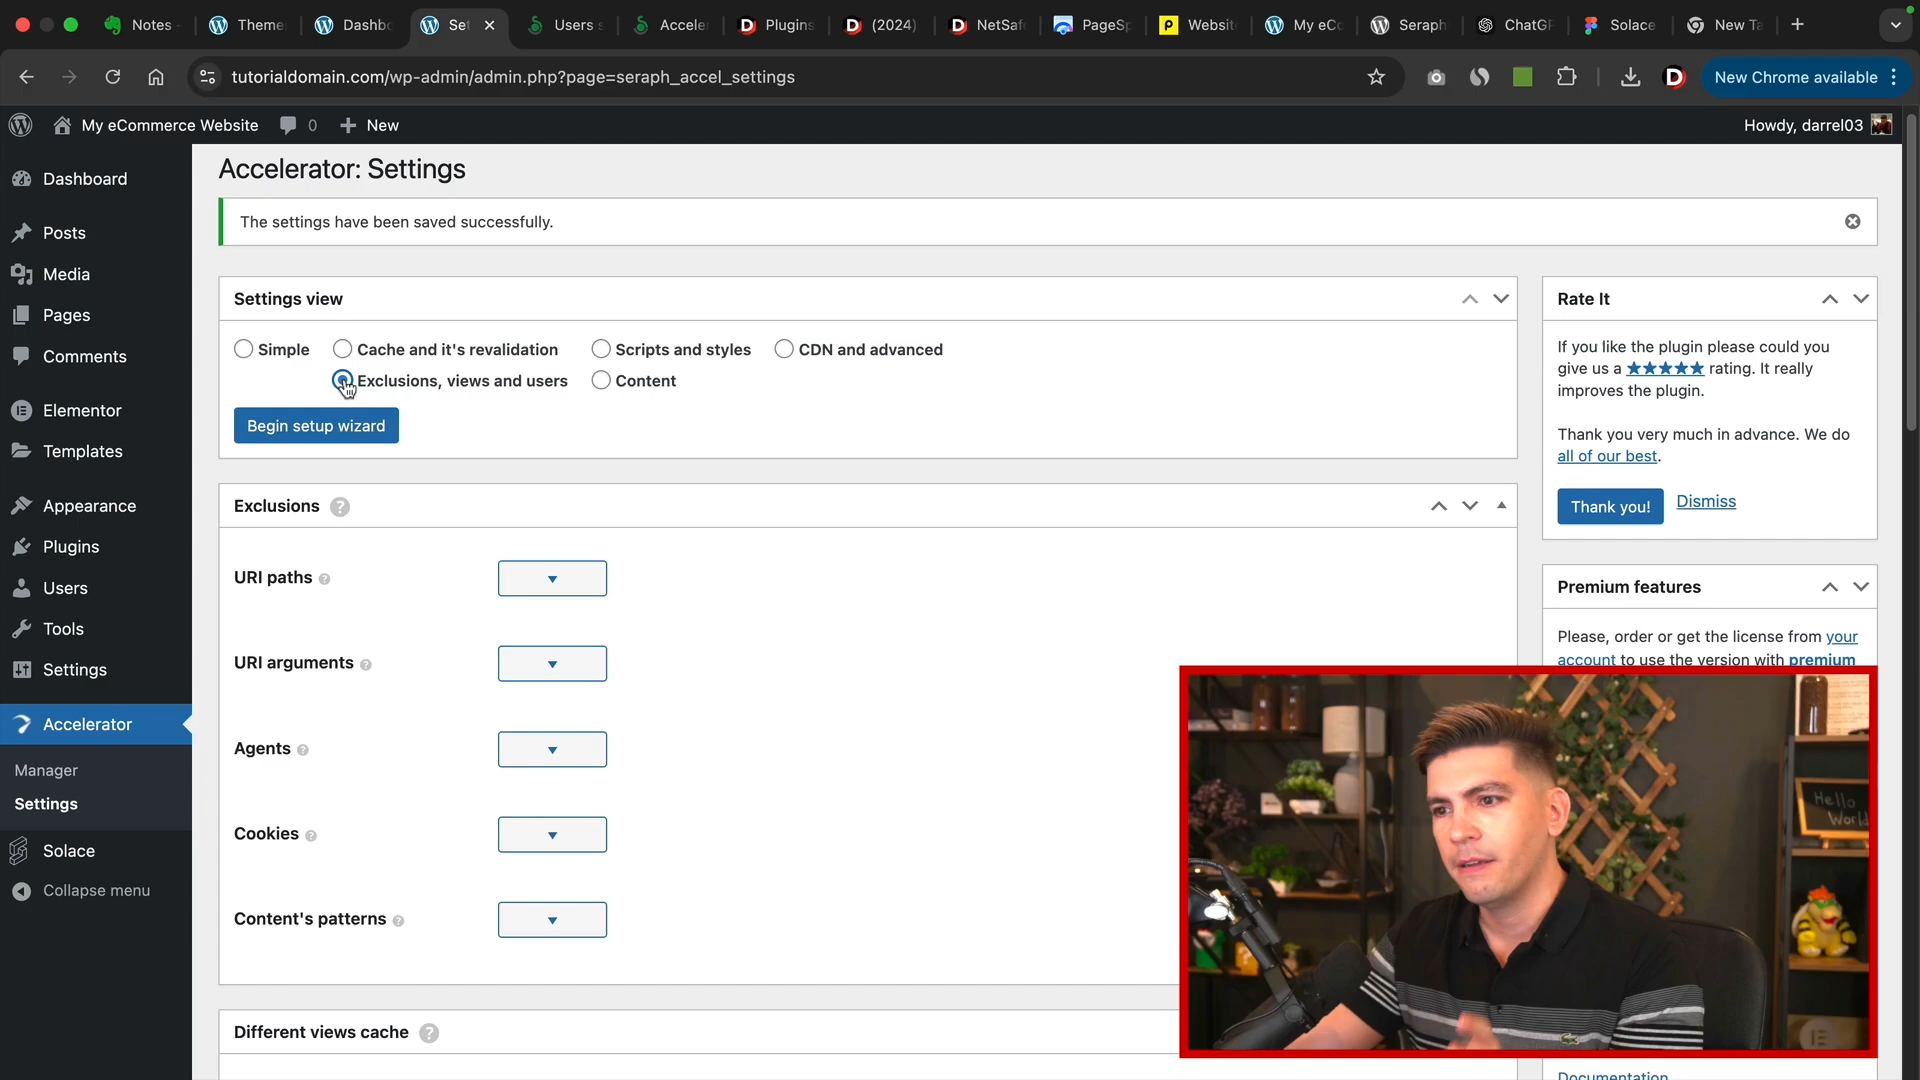 Notes
Theme
Dashbo
Set
Users s
Acceler
Plugins
(2024)
NetSafe
PageSp
Website
My eCo
Seraph
ChatGP
Solace
New Ta
tutorialdomain.com/wp-admin/admin.php?page=seraph_accel_settings
New Chrome available
My eCommerce Website
0
New
Howdy, darrel03
Dashboard
Posts
Media
Pages
Comments
Elementor
Templates
Appearance
Plugins
Users
Tools
Settings
Accelerator
Manager
Settings
Solace
Collapse menu
Accelerator: Settings
The settings have been saved successfully.
Settings view
Simple
Cache and it's revalidation
Scripts and styles
CDN and advanced
Exclusions, views and users
Content
Begin setup wizard
Exclusions ?
URI paths ?
URI arguments ?
Agents ?
Cookies ?
Content's patterns ?
Different views cache ?
Rate It
If you like the plugin please could you
give us a ★★★★★ rating. It really
improves the plugin.
Thank you very much in advance. We do
all of our best.
Thank you!
Dismiss
Premium features
Please, order or get the license from your
account to use the version with premium
Hello
World
Documentation